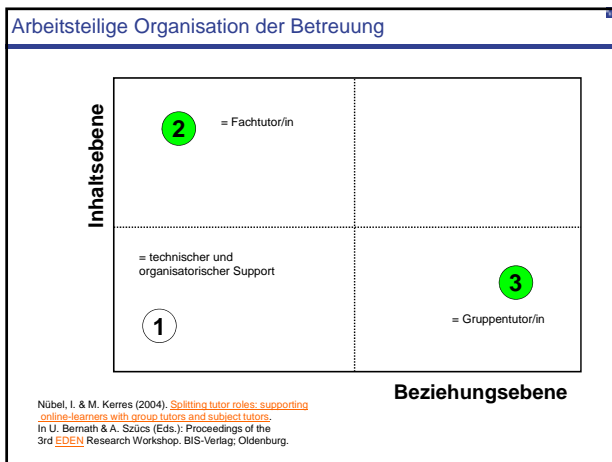 Arbeitsteilige Organisation der Betreuung
Inhaltsebene
2
= Fachtutor/in
= technischer und
organisatorischer Support
1
3
= Gruppentutor/in
Beziehungsebene
Nübel, I. & M. Kerres (2004). Splitting tutor roles: supporting
online-learners with group tutors and subject tutors.
In U. Bernath & A. Szücs (Eds.): Proceedings of the
3rd EDEN Research Workshop. BIS-Verlag; Oldenburg.